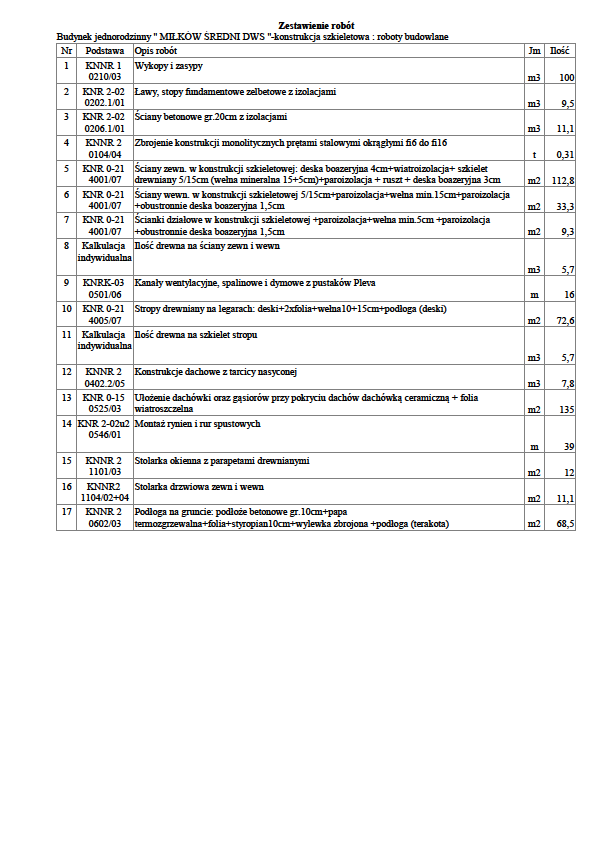 Zestawienie robót
Budynek jednorodzinny " MIŁKÓW ŚREDNI DWS "-konstrukcja szkieletowa : roboty budowlane
Nr Podstawa Opis robót Jm Ilość
1 KNNR 1 Wykopy i zasypy
0210/03 m3 100
2 KNR 2-02 Ławy, stopy fundamentowe żelbetowe z izolacjami
0202.1/01 m3 9,5
3 KNR 2-02 Ściany betonowe gr.20cm z izolacjami
0206.1/01 m3 11,1
4 KNNR 2 Zbrojenie konstrukcji monolitycznych prętami stalowymi okrągłymi fi6 do fi16
0104/04 t 0,31
5 KNR 0-21 Ściany zewn. w konstrukcji szkieletowej: deska boazeryjna 4cm+wiatroizolacja+ szkielet
4001/07 drewniany 5/15cm (wełna mineralna 15+5cm)+paroizolacja + ruszt + deska boazeryjna 3cm m2 112,8
6 KNR 0-21 Ściany wewn. w konstrukcji szkieletowej 5/15cm+paroizolacja+wełna min.15cm+paroizolacja
4001/07 +obustronnie deska boazeryjna 1,5cm m2 33,3
7 KNR 0-21 Ścianki działowe w konstrukcji szkieletowej +paroizolacja+wełna min.5cm +paroizolacja
4001/07 +obustronnie deska boazeryjna 1,5cm m2 9,3
8 Kalkulacja Ilość drewna na ściany zewn i wewn
indywidualna
m3 5,7
9 KNRK-03 Kanały wentylacyjne, spalinowe i dymowe z pustaków Pleva
0501/06 m 16
10 KNR 0-21 Stropy drewniany na legarach: deski+2xfolia+wełna10+15cm+podłoga (deski)
4005/07 m2 72,6
11 Kalkulacja Ilość drewna na szkielet stropu
indywidualna
m3 5,7
12 KNNR 2 Konstrukcje dachowe z tarcicy nasyconej
0402.2/05 m3 7,8
13 KNR 0-15 Ułożenie dachówki oraz gąsiorów przy pokryciu dachów dachówką ceramiczną + folia
0525/03 wiatroszczelna m2 135
14 KNR 2-02u2 Montaż rynien i rur spustowych
0546/01
m 39
15 KNNR 2 Stolarka okienna z parapetami drewnianymi
1101/03 m2 12
16 KNNR2 Stolarka drzwiowa zewn i wewn
1104/02+04 m2 11,1
17 KNNR 2 Podłoga na gruncie: podłoże betonowe gr.10cm+papa
0602/03 termozgrzewalna+folia+styropian10cm+wylewka zbrojona +podłoga (terakota) m2 68,5